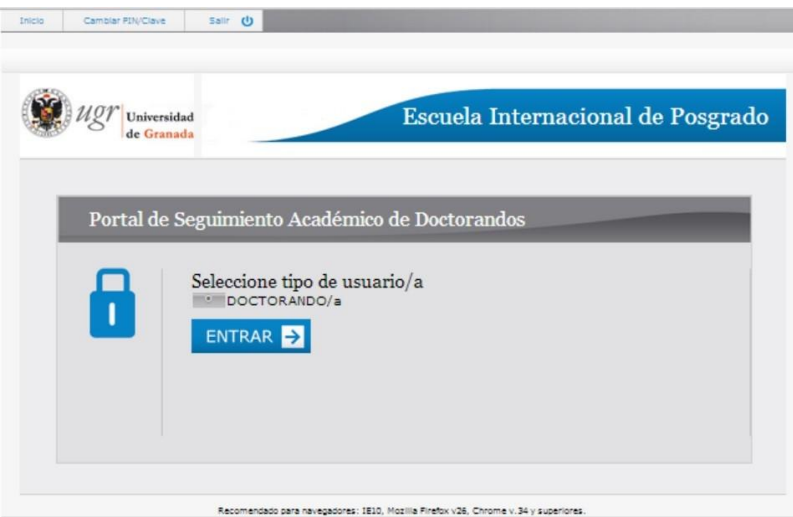 Inicio Cambiar PIN/Clave Salir
ugr Universidad
de Granada
Escuela Internacional de Posgrado
Portal de Seguimiento Académico de Doctorandos
Seleccione tipo de usuario/a
DOCTORANDO/a
ENTRAR
Recomendado para navegadores: IE10, Mozilla Firefox v26, Chrome v.34 y superiores.